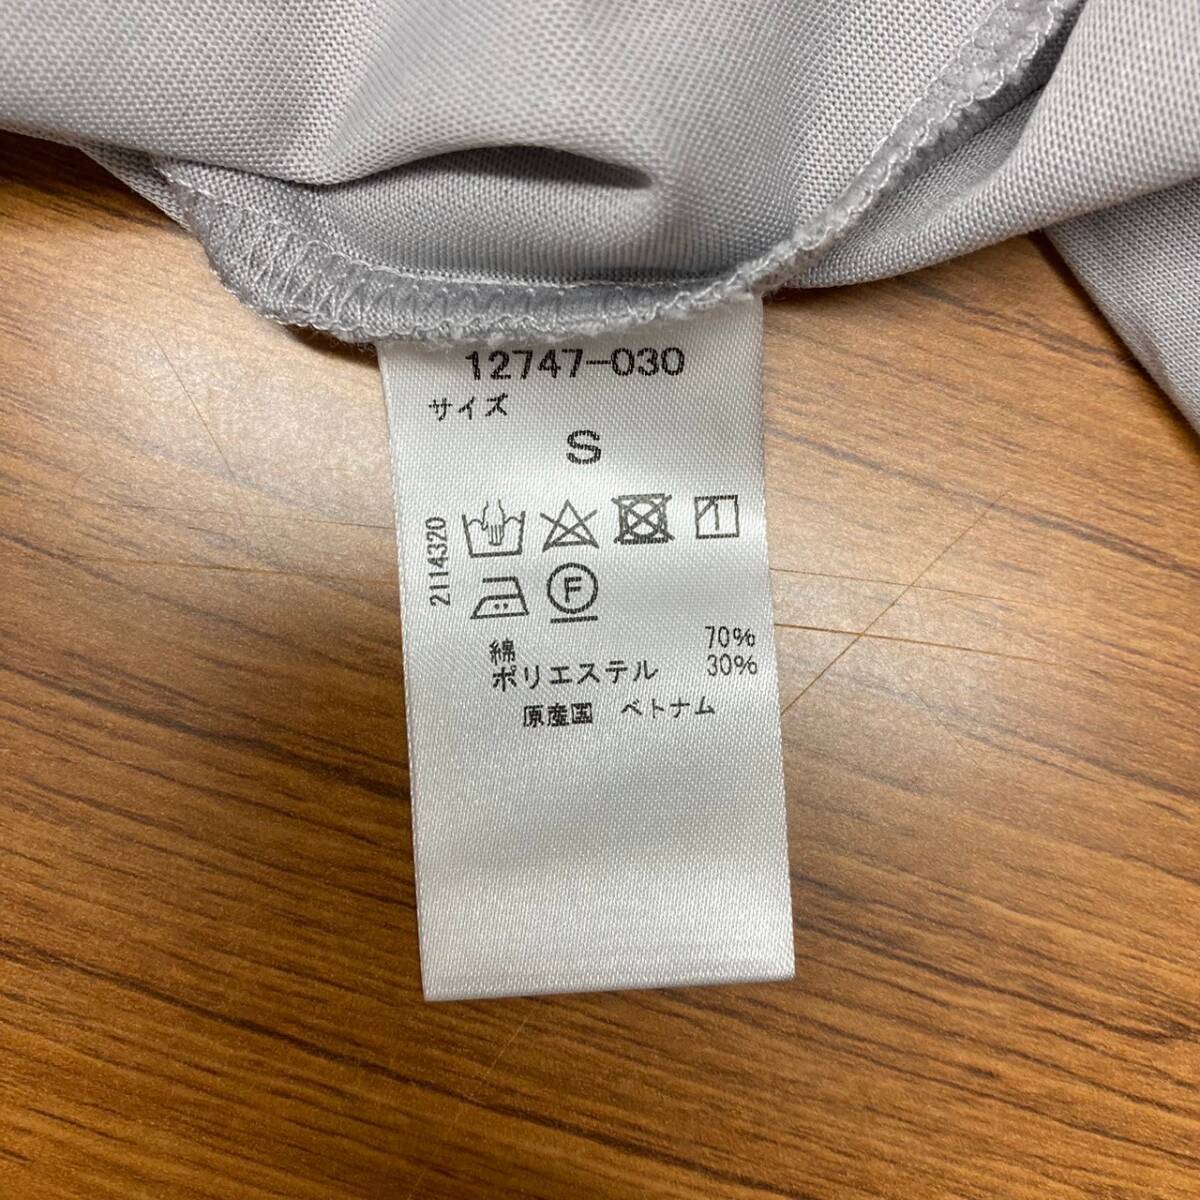 12747-030
サイズ
S
2114320
F
綿 70%
ポリエステル 30%
原産国 ベトナム